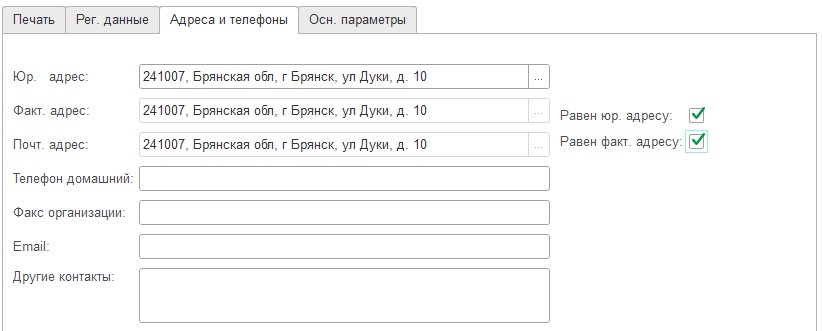 Печать Рег. данные Адреса и телефоны Осн. параметры
Юр. адрес: 241007, Брянская обл, г Брянск, ул Дуки, д. 10 ...
Факт. адрес: 241007, Брянская обл, г Брянск, ул Дуки, д. 10 ... Равен юр. адресу:
Почт. адрес: 241007, Брянская обл, г Брянск, ул Дуки, д. 10 ... Равен факт. адресу:
Телефон домашний:
Факс организации:
Email:
Другие контакты: